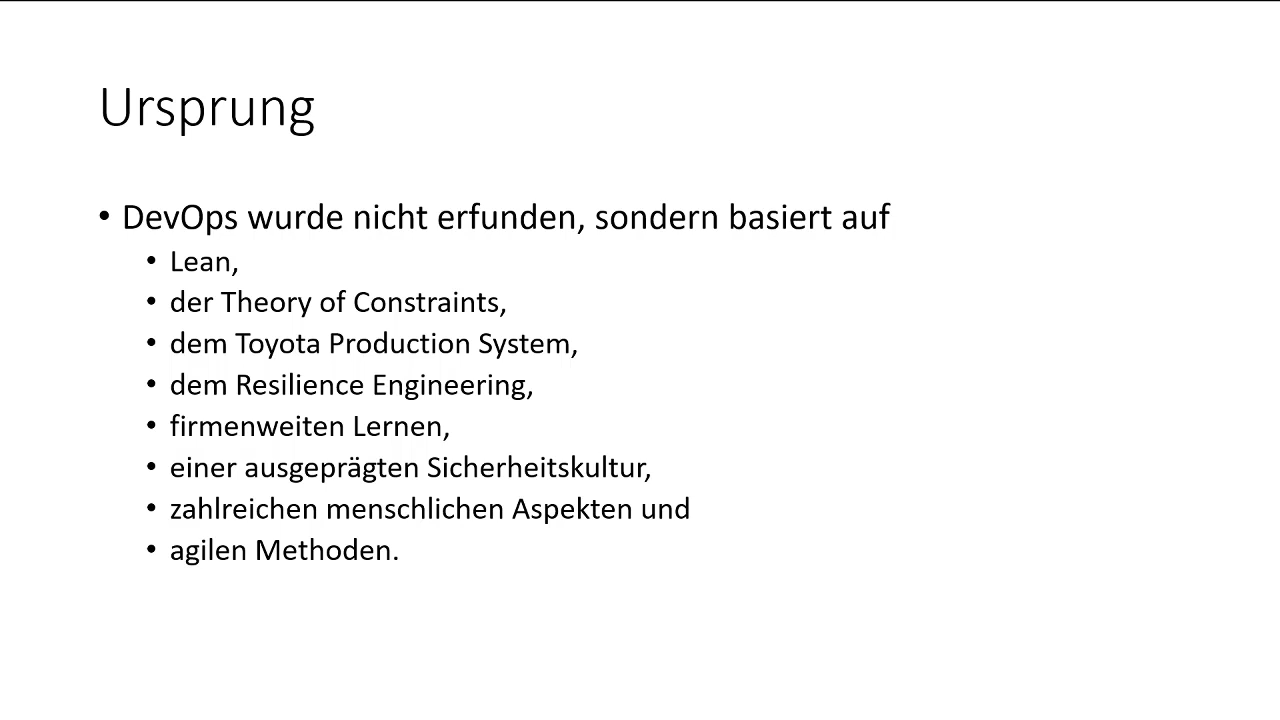 Ursprung
• DevOps wurde nicht erfunden, sondern basiert auf
• Lean,
• der Theory of Constraints,
• dem Toyota Production System,
• dem Resilience Engineering,
• firmenweiten Lernen,
• einer ausgeprägten Sicherheitskultur,
• zahlreichen menschlichen Aspekten und
• agilen Methoden.